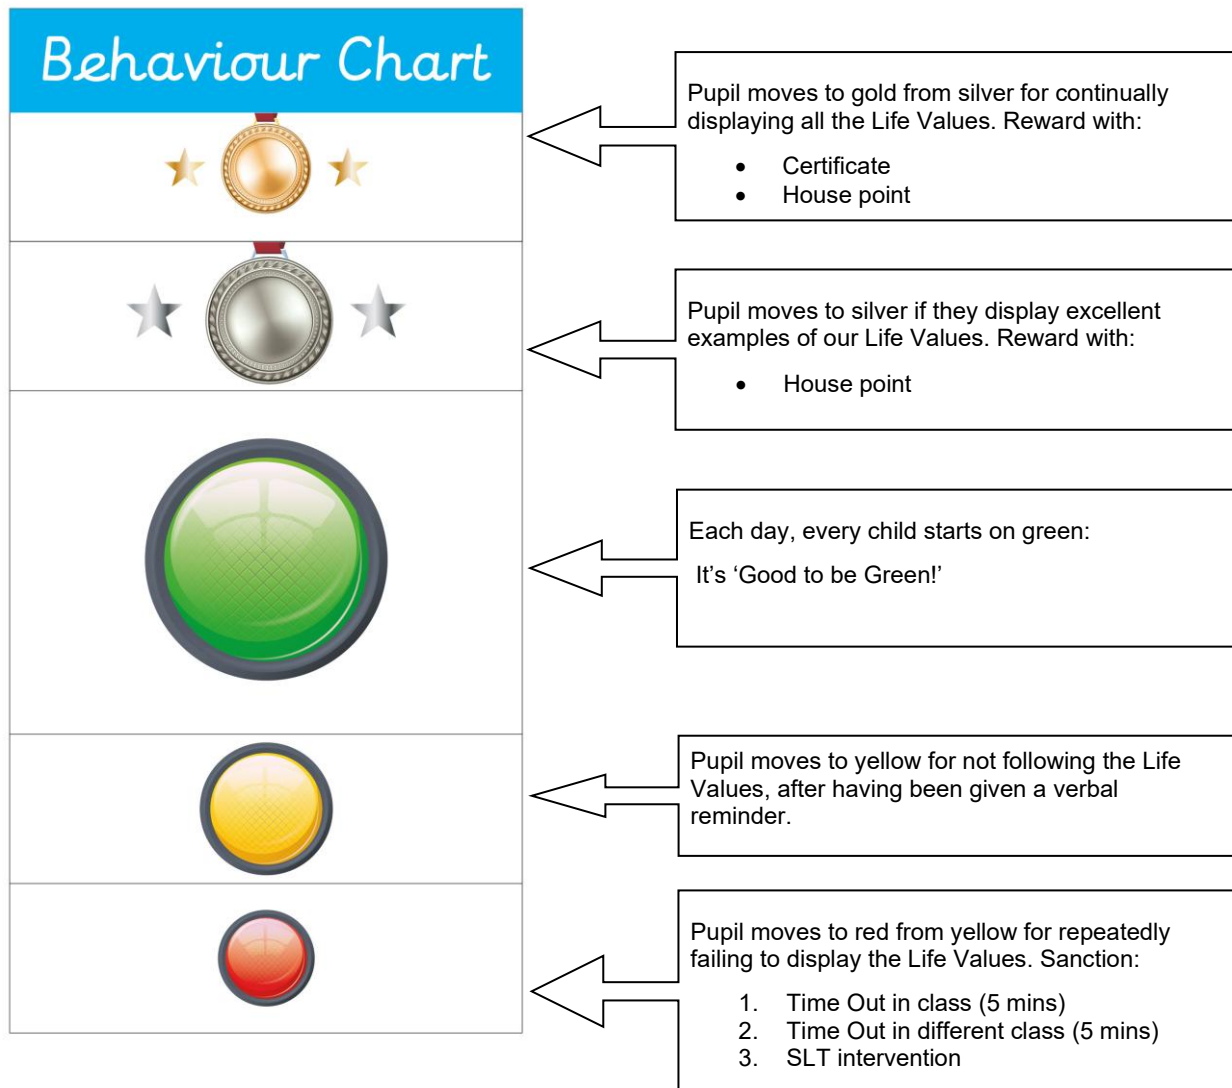 Behaviour Chart
Pupil moves to gold from silver for continually
displaying all the Life Values. Reward with:
• Certificate
• House point
Pupil moves to silver if they display excellent
examples of our Life Values. Reward with:
• House point
Each day, every child starts on green:
It's ‘Good to be Green!’
Pupil moves to yellow for not following the Life
Values, after having been given a verbal
reminder.
Pupil moves to red from yellow for repeatedly
failing to display the Life Values. Sanction:
1. Time Out in class (5 mins)
2. Time Out in different class (5 mins)
3. SLT intervention